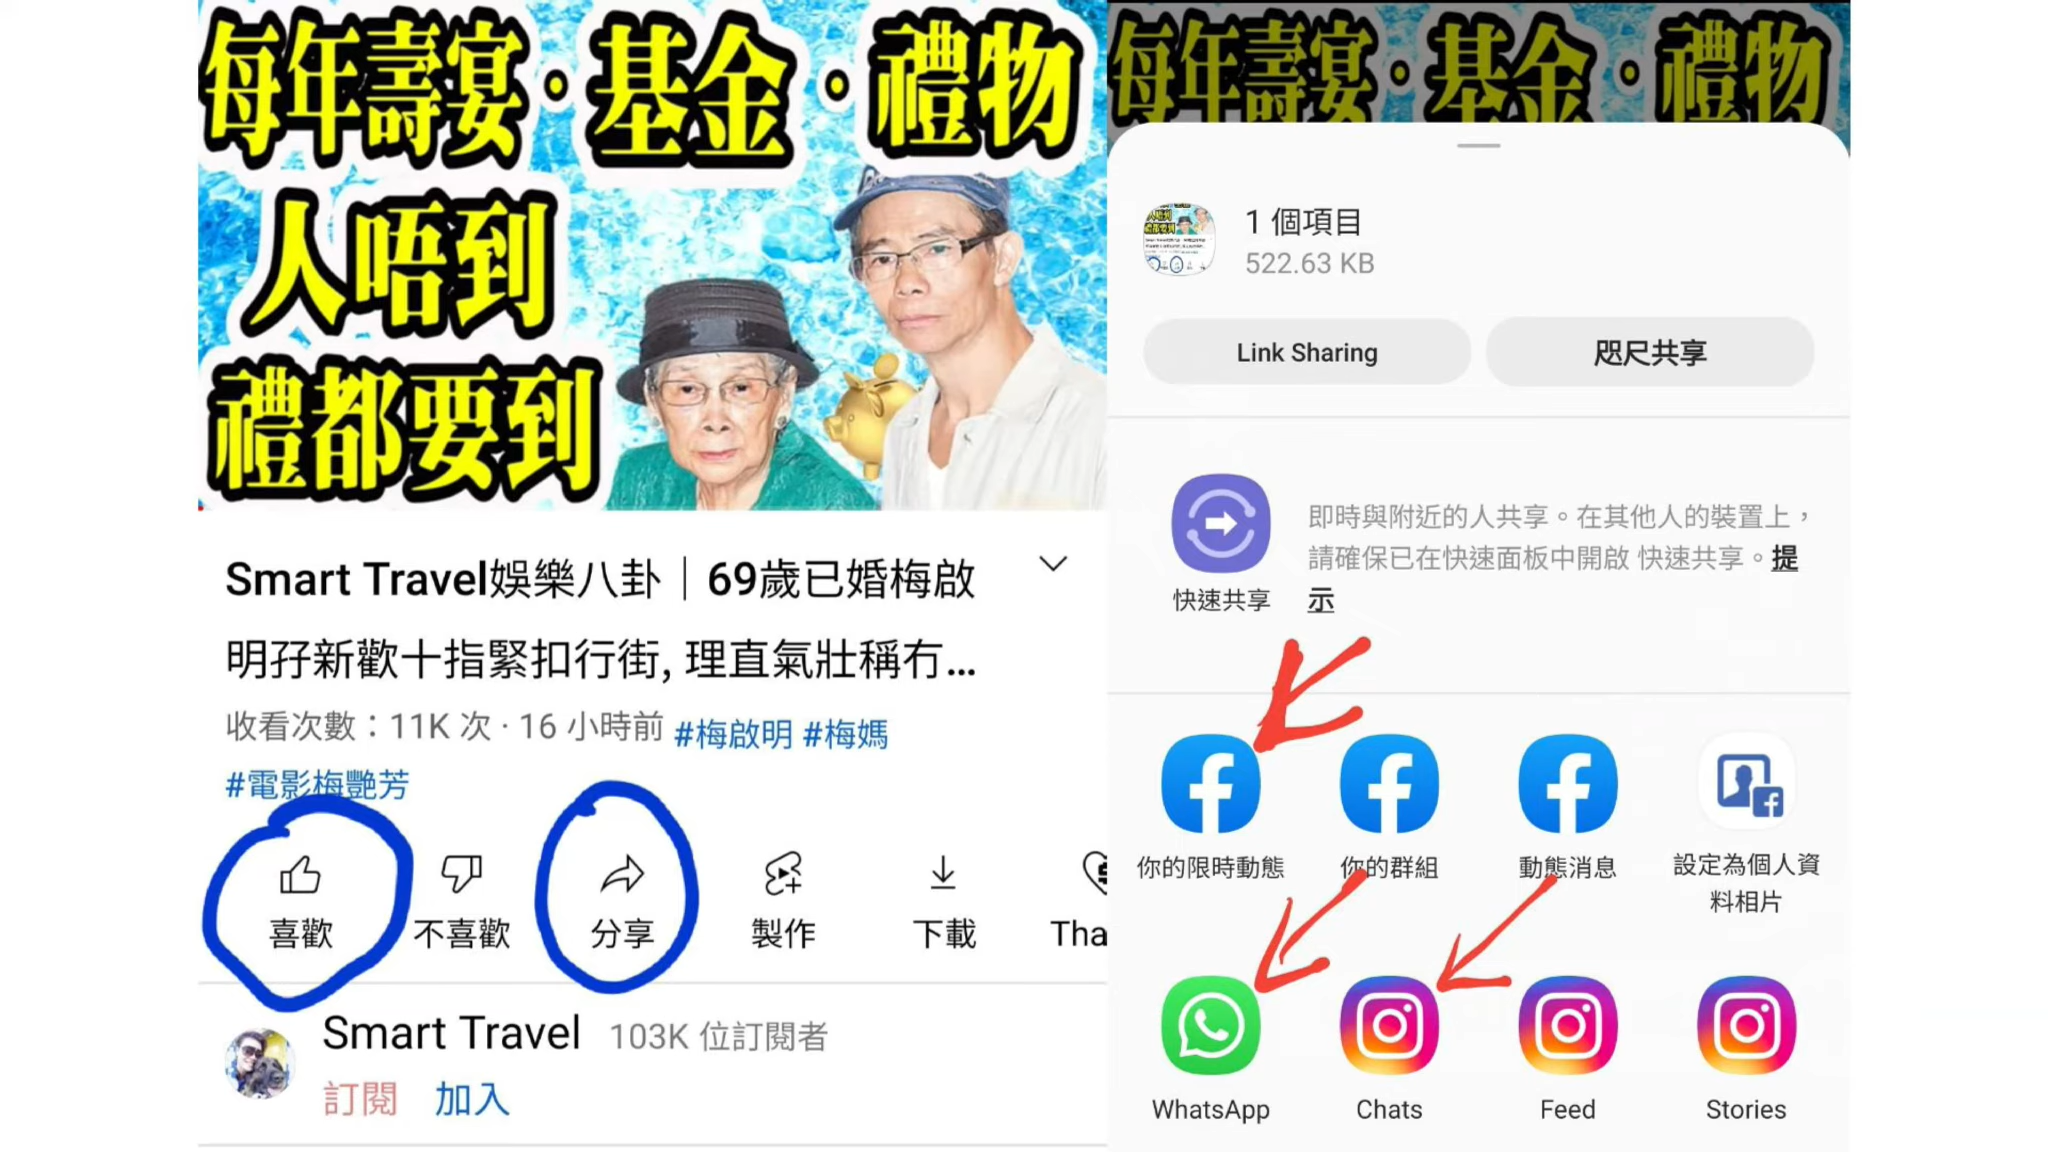 每年壽宴·基金·禮物
人唔到
禮都要到
Smart Travel娛樂八卦｜69歲已婚梅啟
明孖新歡十指緊扣行街, 理直氣壯稱冇...
收看次數：11K 次 · 16 小時前 #梅啟明 #梅媽
#電影梅艷芳
喜歡
不喜歡
分享
製作
下載
Tha
Smart Travel 103K 位訂閱者
訂閱 加入
每年壽宴·基金·禮物
1 個項目
522.63 KB
Link Sharing
咫尺共享
即時與附近的人共享。在其他人的裝置上，
請確保已在快速面板中開啟 快速共享。提
示
快速共享
你的限時動態
你的群組
動態消息
設定為個人資
料相片
WhatsApp
Chats
Feed
Stories